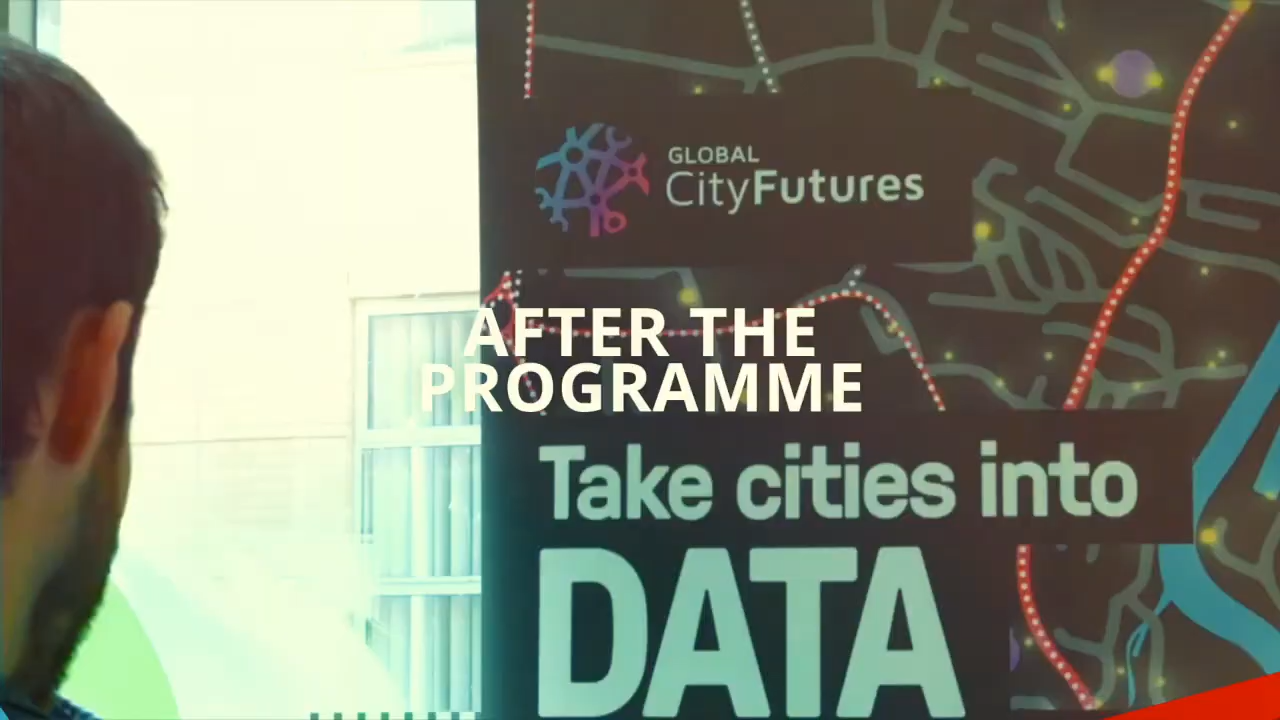 GLOBAL
CityFutures
AFTER THE
PROGRAMME
Take cities into
DATA